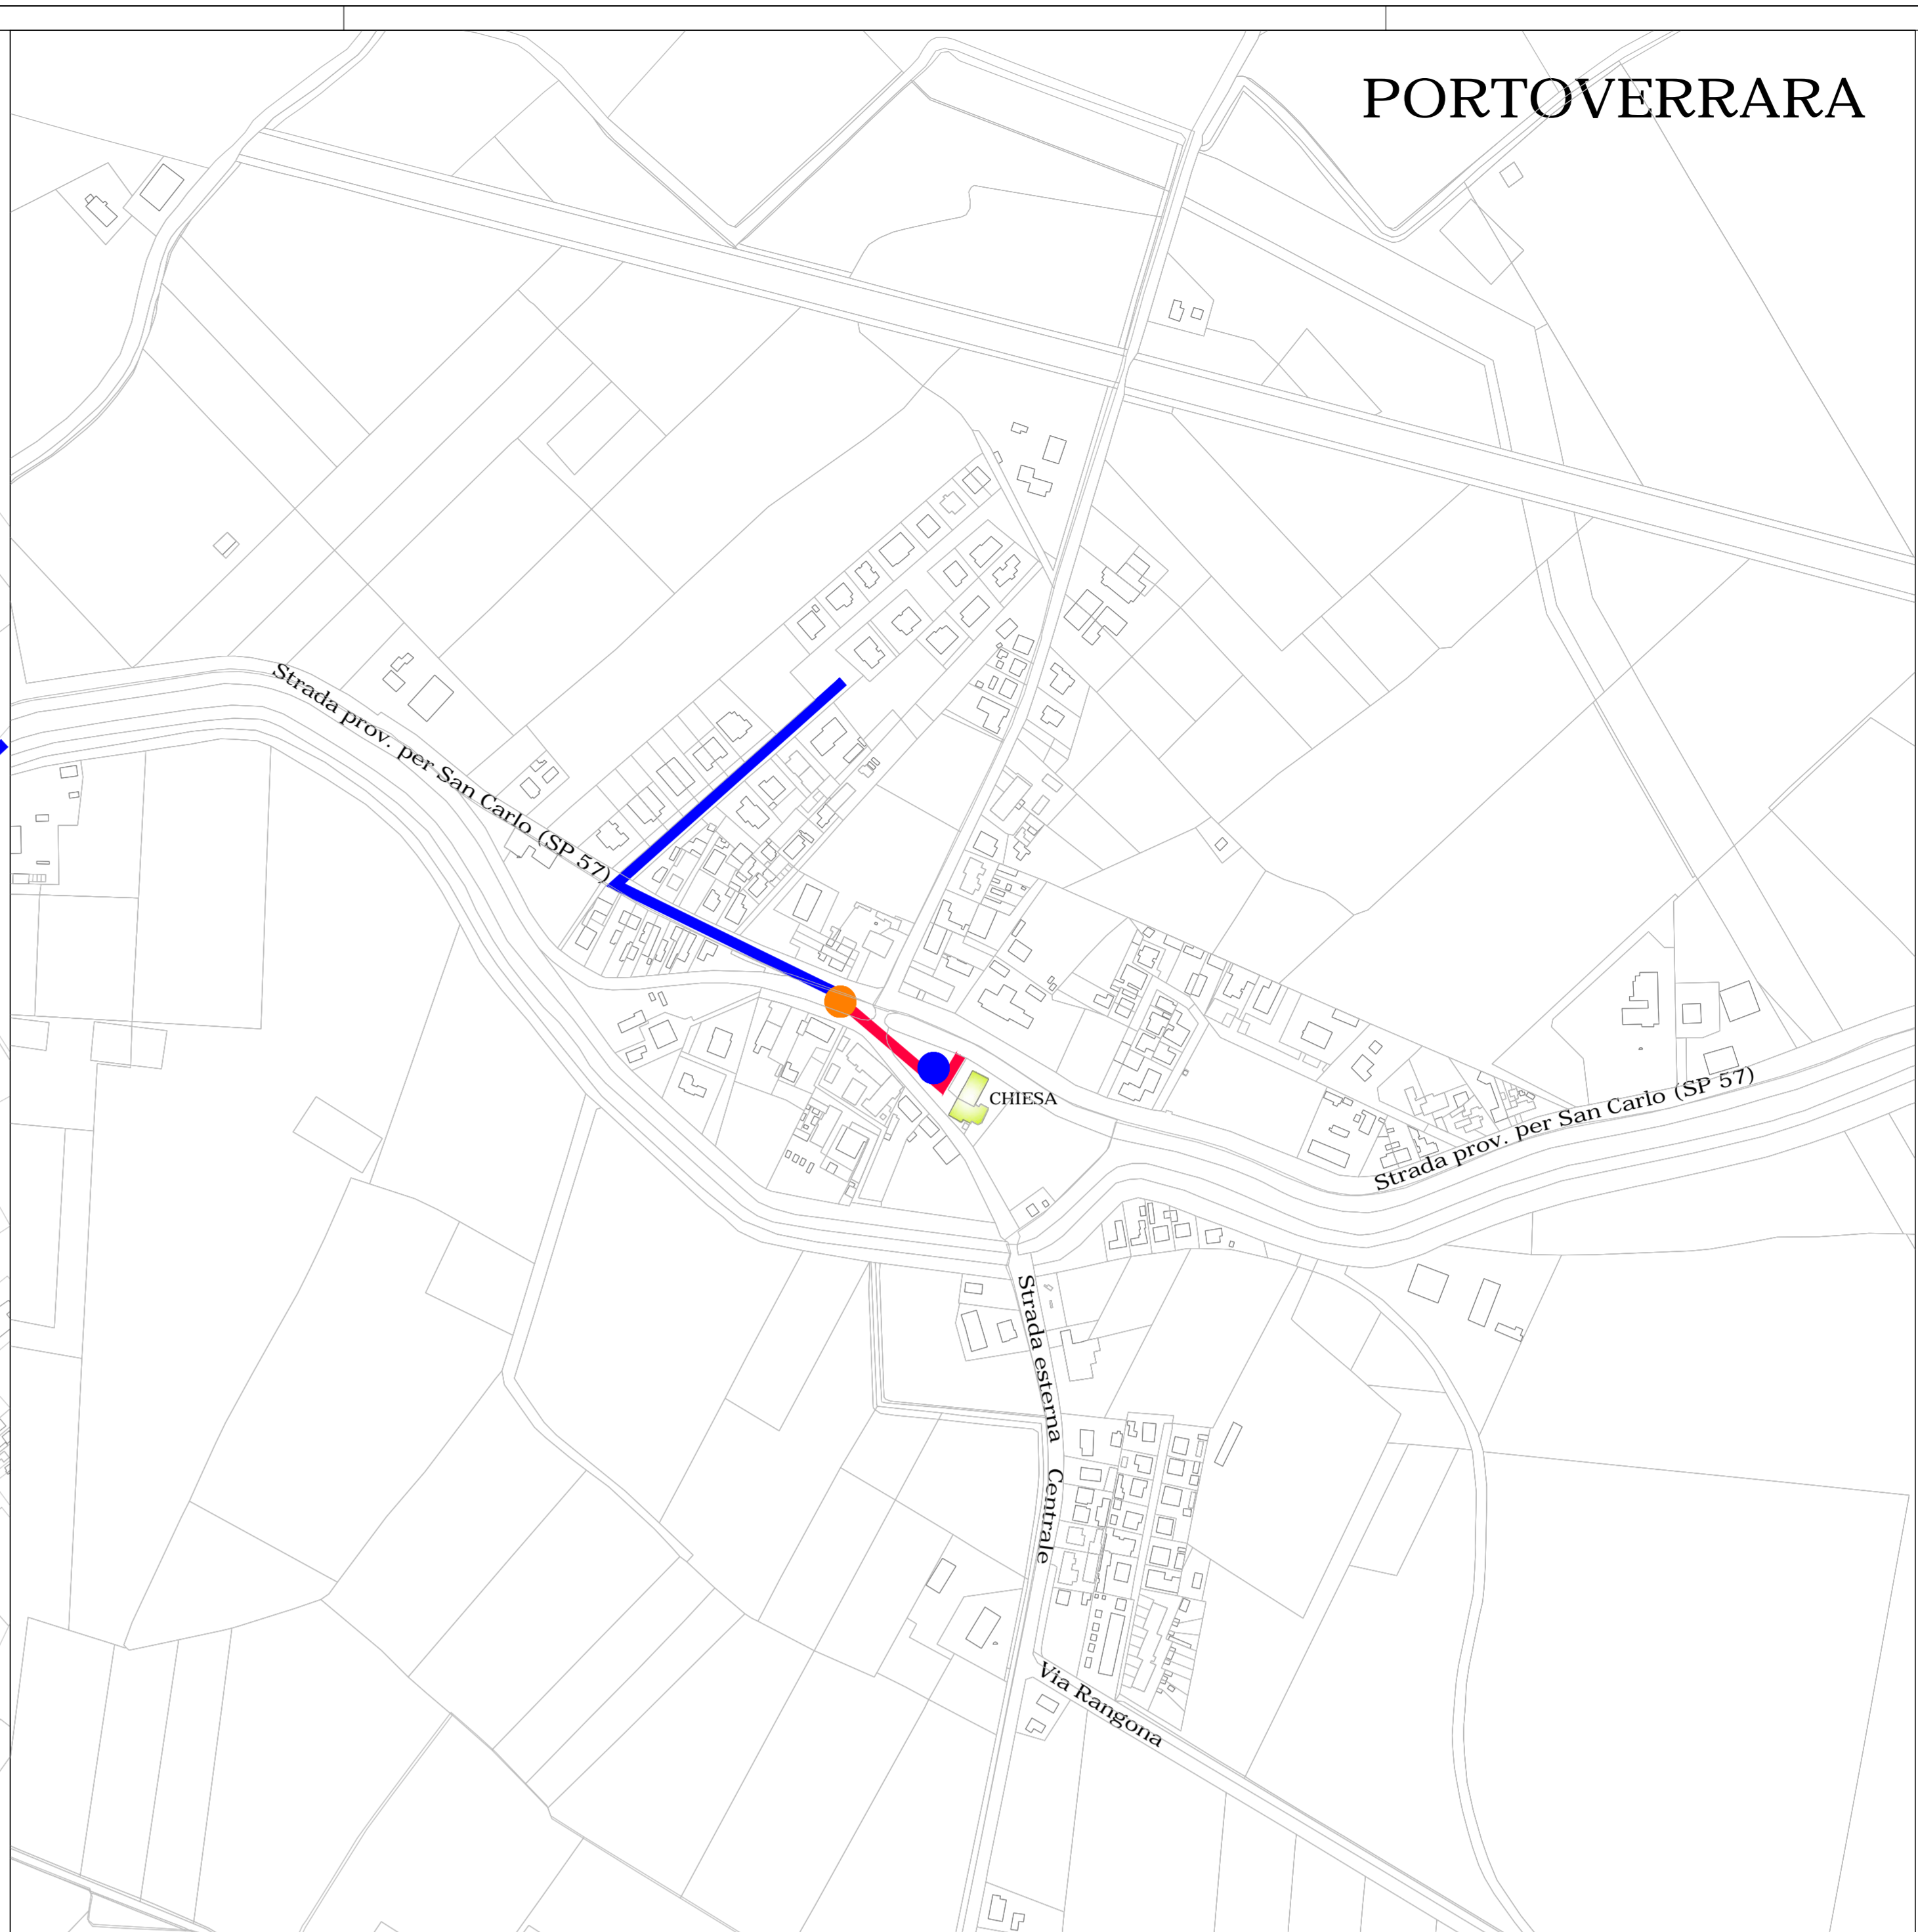 PORTOVERRARA
Strada prov. per San Carlo (SP 57)
CHIESA
Strada prov. per San Carlo (SP 57)
Strada esterna Centrale
Via Rangona